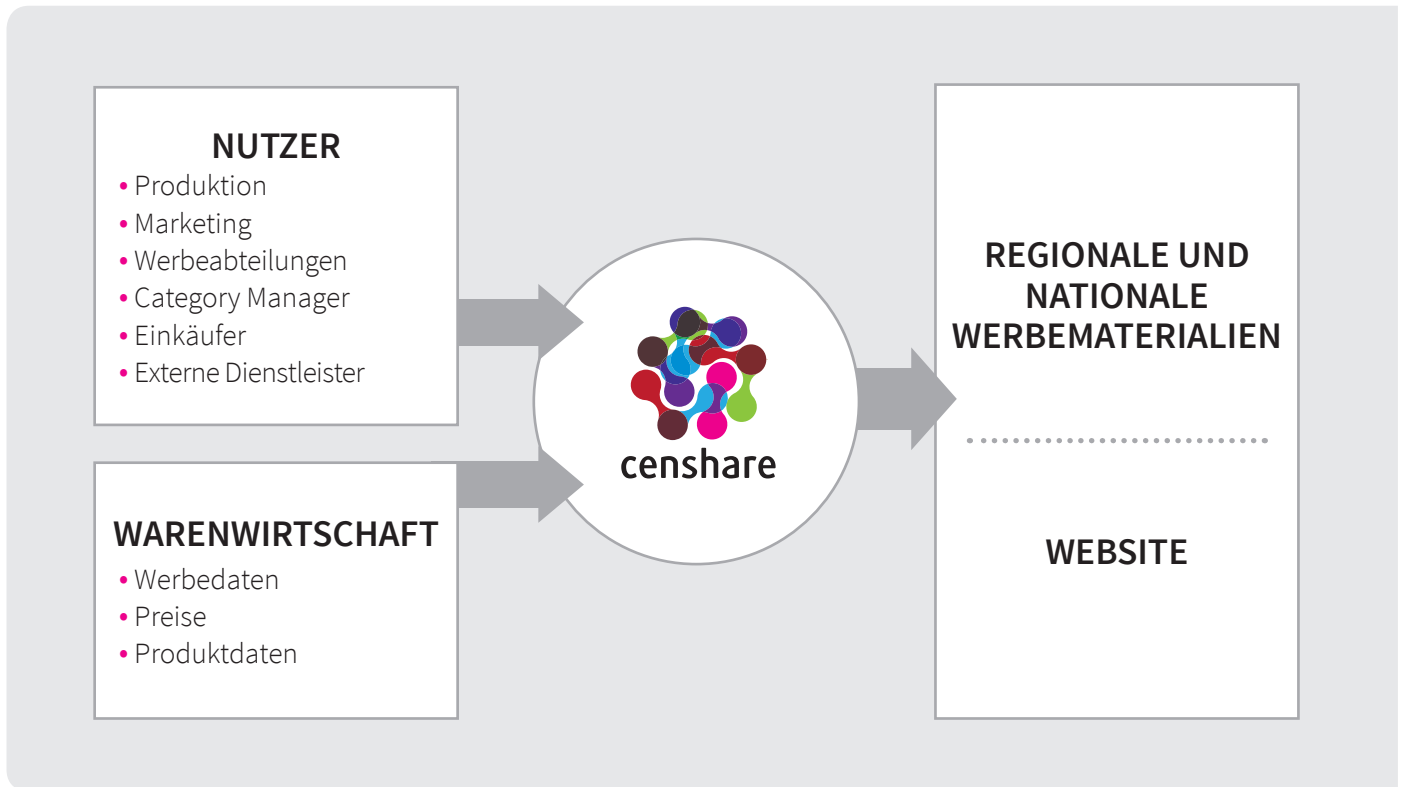 NUTZER
• Produktion
• Marketing
• Werbeabteilungen
• Category Manager
• Einkäufer
• Externe Dienstleister
WARENWIRTSCHAFT
• Werbedaten
• Preise
• Produktdaten
censhare
REGIONALE UND
NATIONALE
WERBEMATERIALIEN
WEBSITE